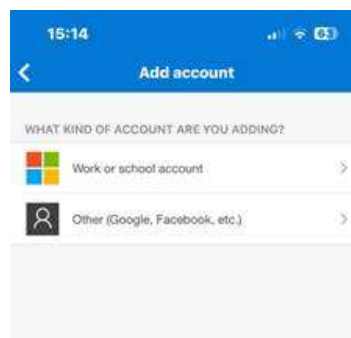 15:14
63
Add account
WHAT KIND OF ACCOUNT ARE YOU ADDING?
Work or school account
Other (Google, Facebook, etc.)